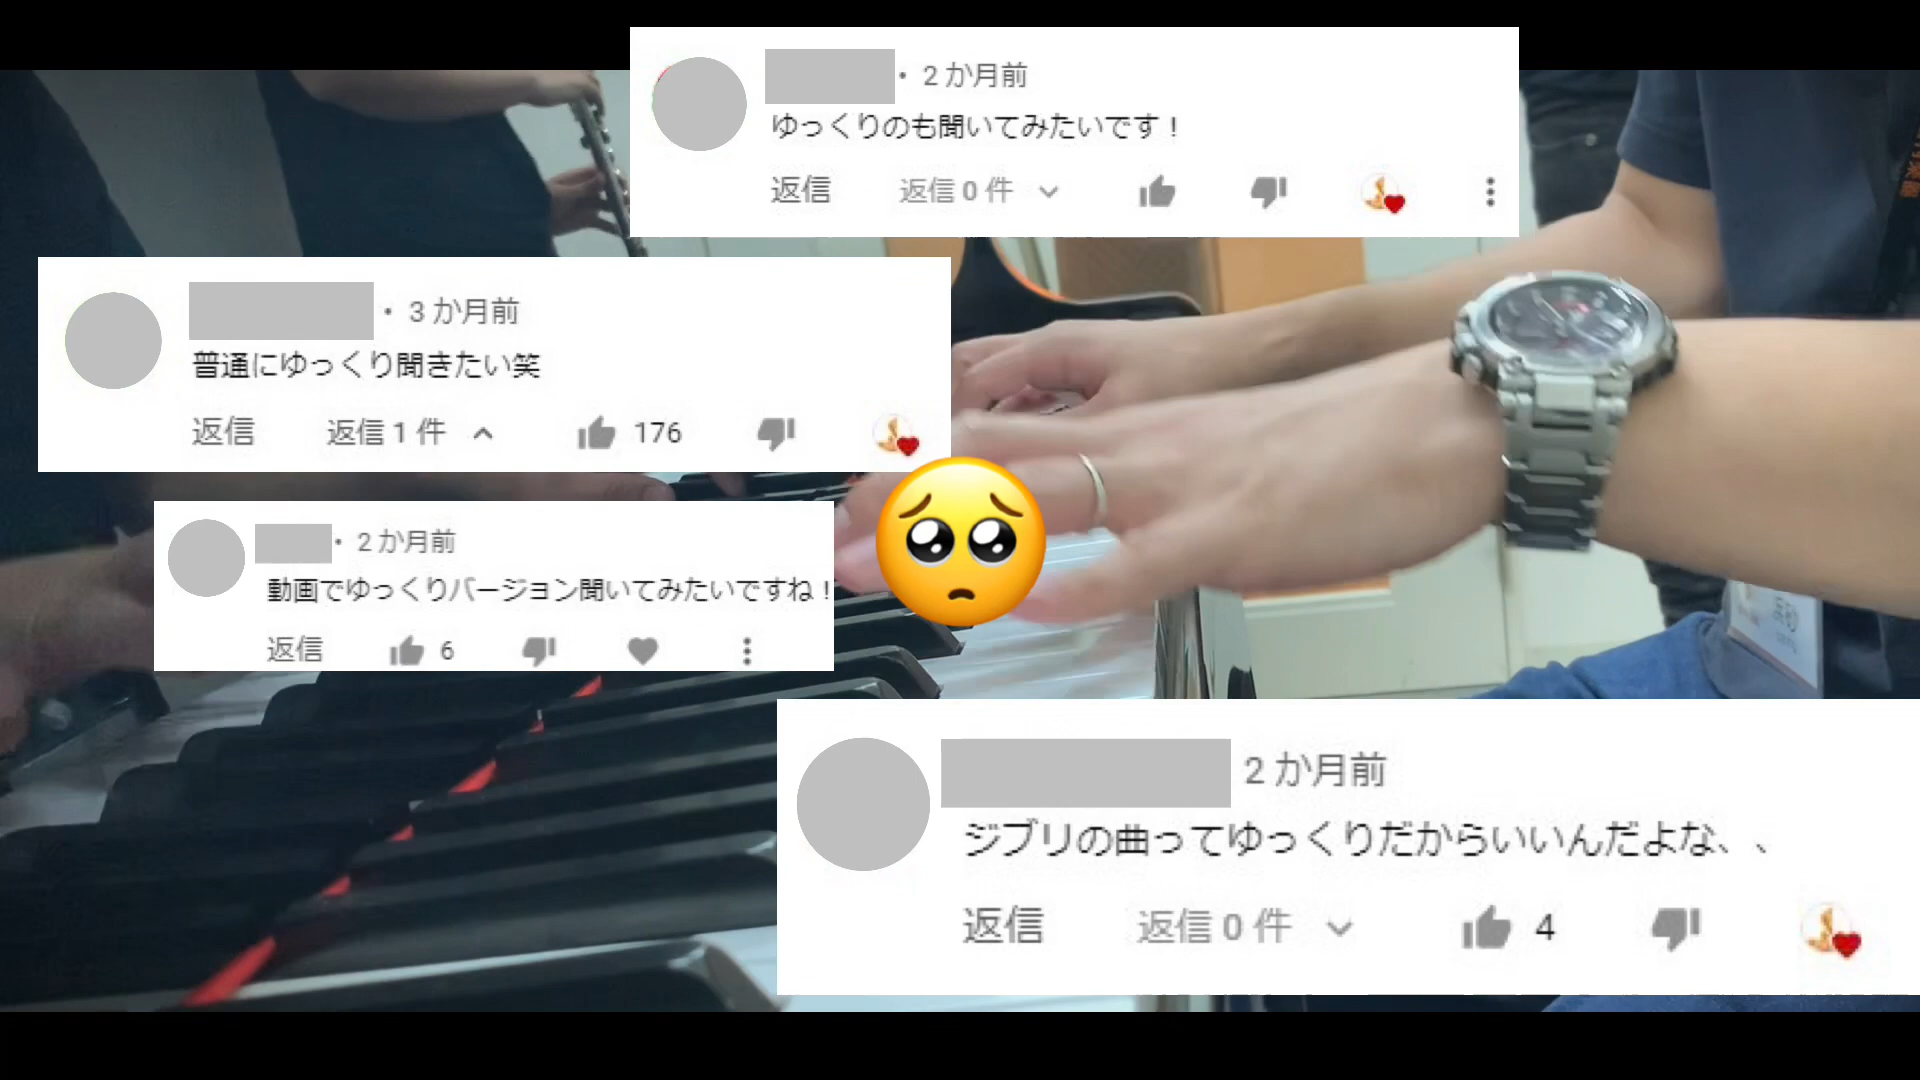 ・ 2 か月前
ゆっくりのも聞いてみたいです！
返信 返信 0 件
・ 3 か月前
普通にゆっくり聞きたい笑
返信 返信 1 件 176
・ 2 か月前
動画でゆっくりバージョン聞いてみたいですね！
返信 6
2 か月前
ジブリの曲ってゆっくりだからいいんだよな、、
返信 返信 0 件 4